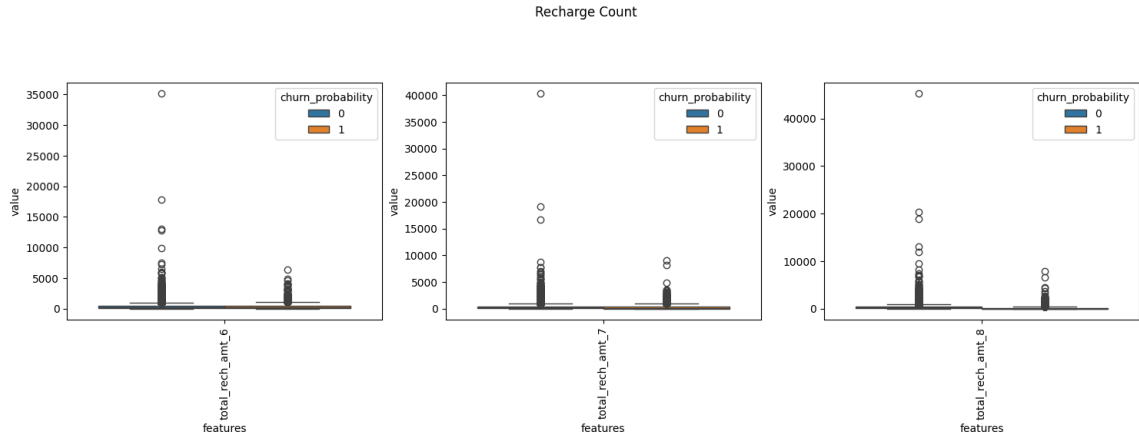 Recharge Count
churn_probability
0
1
35000
30000
25000
20000
15000
10000
5000
0
value
total_rech_amt_6
features
churn_probability
0
1
40000
35000
30000
25000
20000
15000
10000
5000
0
value
total_rech_amt_7
features
churn_probability
0
1
40000
30000
20000
10000
0
value
total_rech_amt_8
features